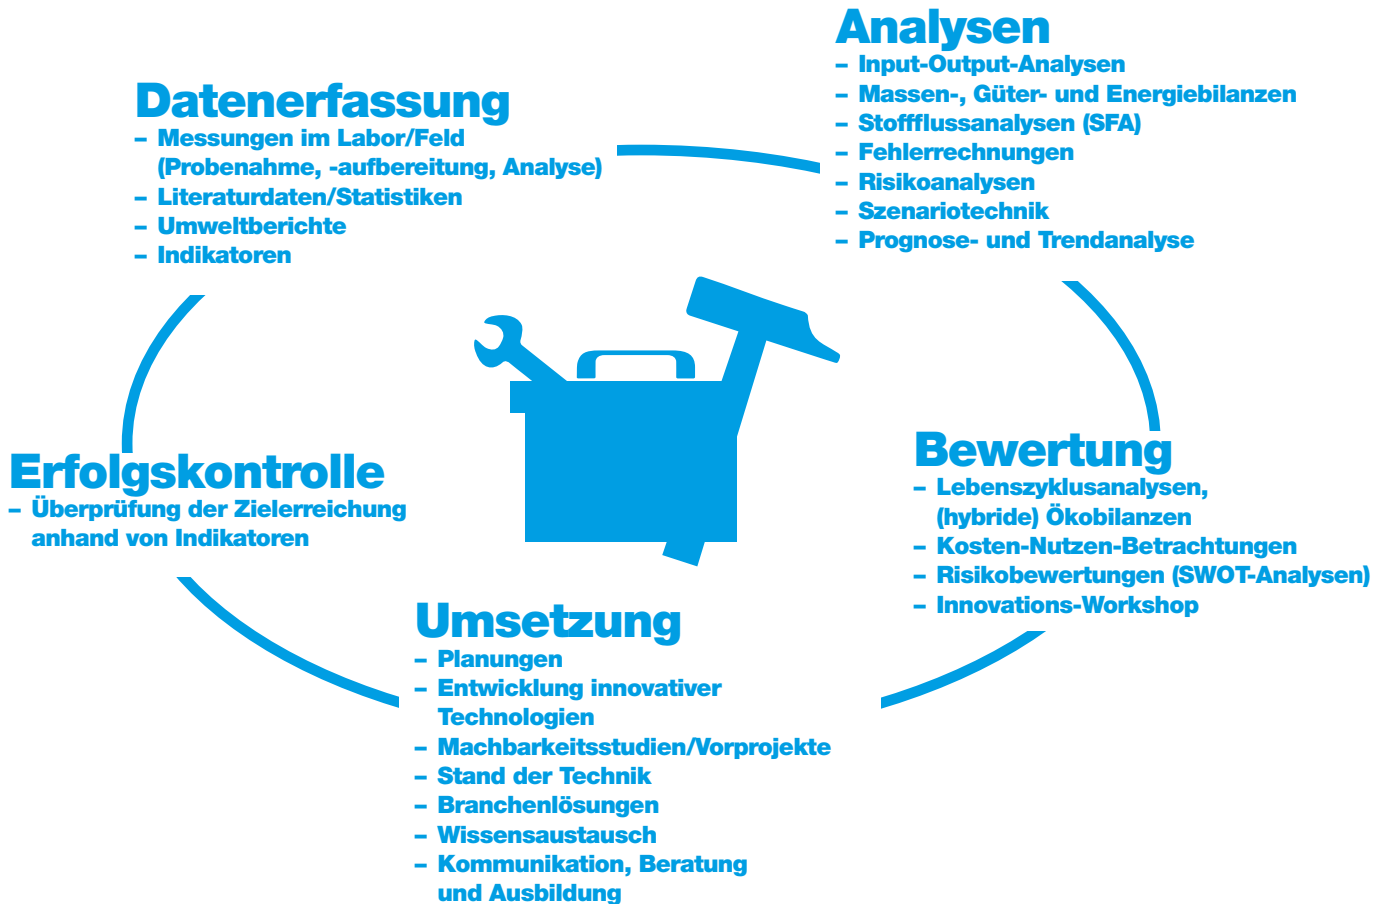 Datenerfassung
– Messungen im Labor/Feld
(Probenahme, -aufbereitung, Analyse)
– Literaturdaten/Statistiken
– Umweltberichte
– Indikatoren
Analysen
– Input-Output-Analysen
– Massen-, Güter- und Energiebilanzen
– Stoffflussanalysen (SFA)
– Fehlerrechnungen
– Risikoanalysen
– Szenariotechnik
– Prognose- und Trendanalyse
Bewertung
– Lebenszyklusanalysen,
(hybride) Ökobilanzen
– Kosten-Nutzen-Betrachtungen
– Risikobewertungen (SWOT-Analysen)
– Innovations-Workshop
Umsetzung
– Planungen
– Entwicklung innovativer
Technologien
– Machbarkeitsstudien/Vorprojekte
– Stand der Technik
– Branchenlösungen
– Wissensaustausch
– Kommunikation, Beratung
und Ausbildung
Erfolgskontrolle
– Überprüfung der Zielerreichung
anhand von Indikatoren